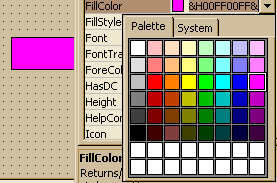 FillColor &H00FF00FF&
FillStyle
Palette System
Font
FontTra
ForeCol
HasDC
Height
HelpCon
Icon
FillColor
Returns/